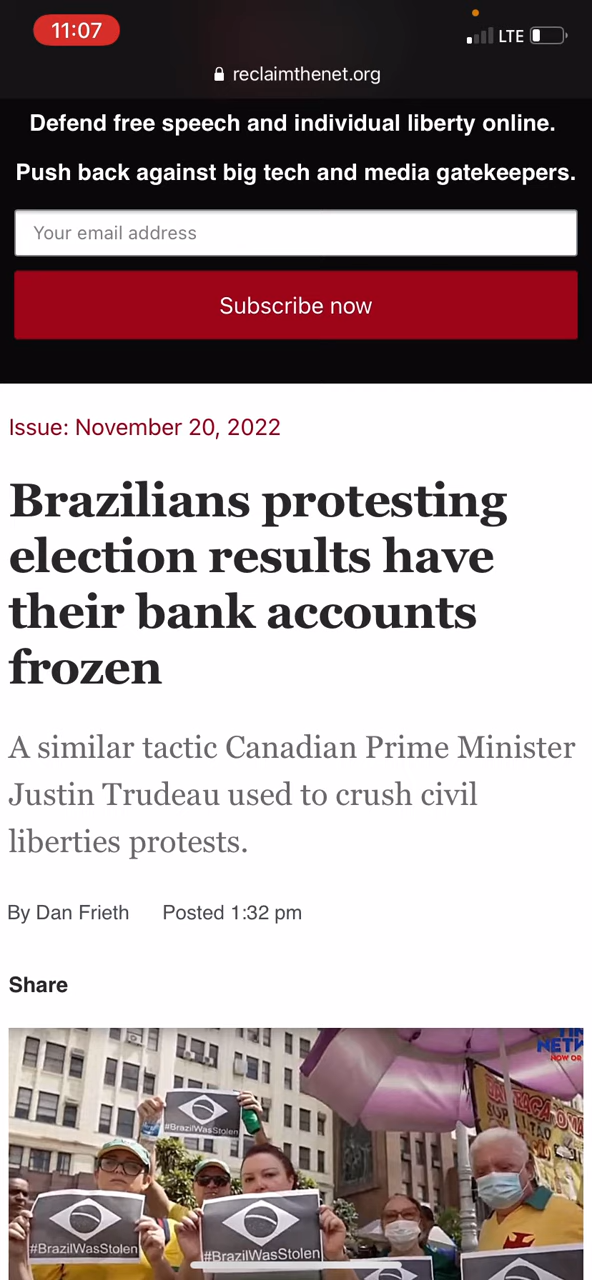 11:07
LTE
reclaimthenet.org
Defend free speech and individual liberty online.
Push back against big tech and media gatekeepers.
Your email address
Subscribe now
Issue: November 20, 2022
Brazilians protesting
election results have
their bank accounts
frozen
A similar tactic Canadian Prime Minister
Justin Trudeau used to crush civil
liberties protests.
By Dan Frieth Posted 1:32 pm
Share
#BrazilWasStolen
#BrazilWasStolen
#BrazilWasStolen